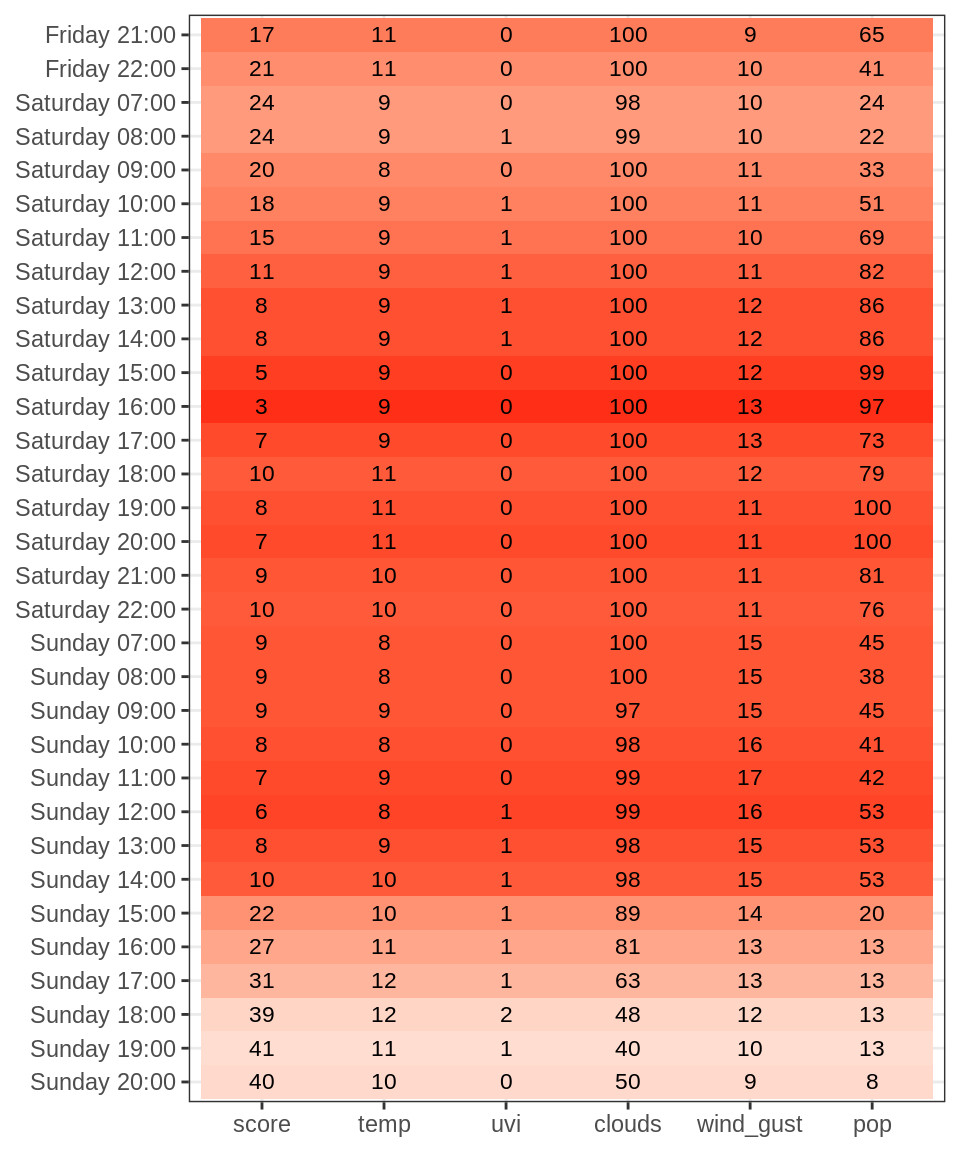 Friday 21:00 17 11 0 100 9 65
Friday 22:00 21 11 0 100 10 41
Saturday 07:00 24 9 0 98 10 24
Saturday 08:00 24 9 1 99 10 22
Saturday 09:00 20 8 0 100 11 33
Saturday 10:00 18 9 1 100 11 51
Saturday 11:00 15 9 1 100 10 69
Saturday 12:00 11 9 1 100 11 82
Saturday 13:00 8 9 1 100 12 86
Saturday 14:00 8 9 1 100 12 86
Saturday 15:00 5 9 0 100 12 99
Saturday 16:00 3 9 0 100 13 97
Saturday 17:00 7 9 0 100 13 73
Saturday 18:00 10 11 0 100 12 79
Saturday 19:00 8 11 0 100 11 100
Saturday 20:00 7 11 0 100 11 100
Saturday 21:00 9 10 0 100 11 81
Saturday 22:00 10 10 0 100 11 76
Sunday 07:00 9 8 0 100 15 45
Sunday 08:00 9 8 0 100 15 38
Sunday 09:00 9 9 0 97 15 45
Sunday 10:00 8 8 0 98 16 41
Sunday 11:00 7 9 0 99 17 42
Sunday 12:00 6 8 1 99 16 53
Sunday 13:00 8 9 1 98 15 53
Sunday 14:00 10 10 1 98 15 53
Sunday 15:00 22 10 1 89 14 20
Sunday 16:00 27 11 1 81 13 13
Sunday 17:00 31 12 1 63 13 13
Sunday 18:00 39 12 2 48 12 13
Sunday 19:00 41 11 1 40 10 13
Sunday 20:00 40 10 0 50 9 8
score temp uvi clouds wind_gust pop